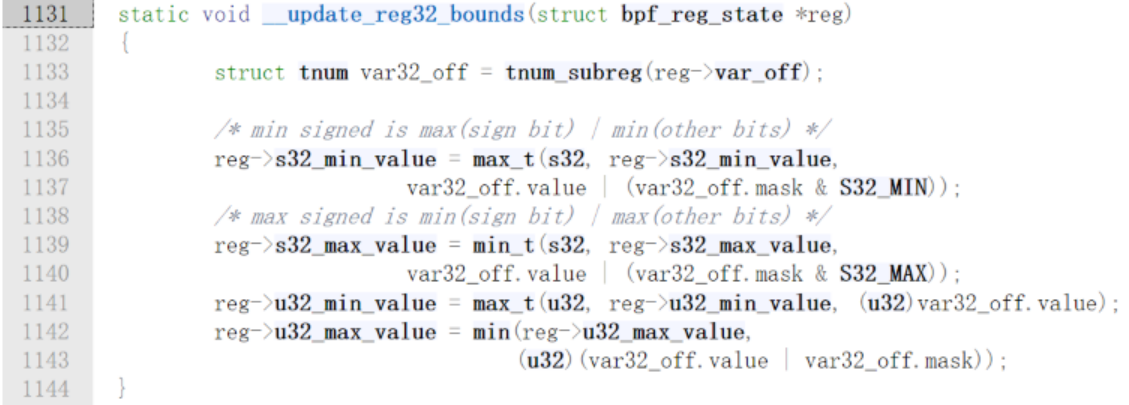 1131 static void __update_reg32_bounds(struct bpf_reg_state *reg)
1132 {
1133 struct tnum var32_off = tnum_subreg(reg->var_off);
1134
1135 /* min signed is max(sign bit) | min(other bits) */
1136 reg->s32_min_value = max_t(s32, reg->s32_min_value,
1137 var32_off.value | (var32_off.mask & S32_MIN));
1138 /* max signed is min(sign bit) | max(other bits) */
1139 reg->s32_max_value = min_t(s32, reg->s32_max_value,
1140 var32_off.value | (var32_off.mask & S32_MAX));
1141 reg->u32_min_value = max_t(u32, reg->u32_min_value, (u32)var32_off.value);
1142 reg->u32_max_value = min(reg->u32_max_value,
1143 (u32)(var32_off.value | var32_off.mask));
1144 }